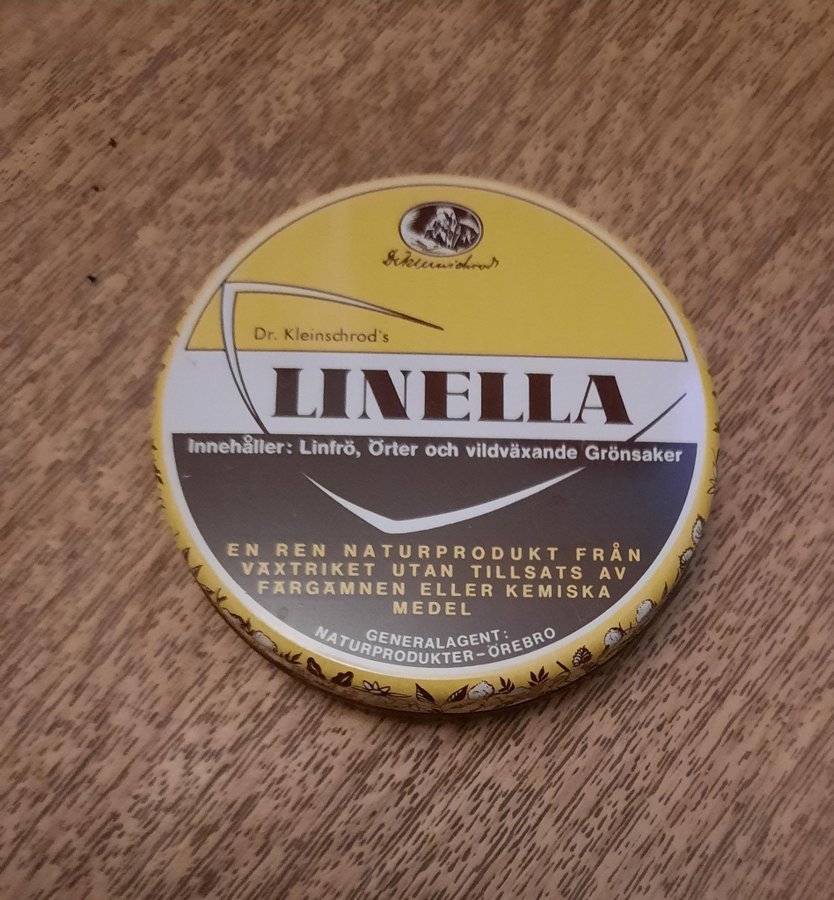 Dr. Kleinschrod's
LINELLA
Innehåller: Linfrö, Örter och vildväxande Grönsaker
EN REN NATURPRODUKT FRÅN
VÄXTRIKET UTAN TILLSATS AV
FÄRGÄMNEN ELLER KEMISKA
MEDEL
GENERALAGENT:
NATURPRODUKTER-ÖREBRO